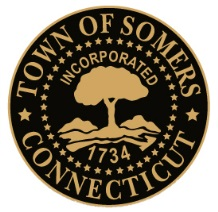 TOWN OF SOMERS
INCORPORATED
1734
CONNECTICUT